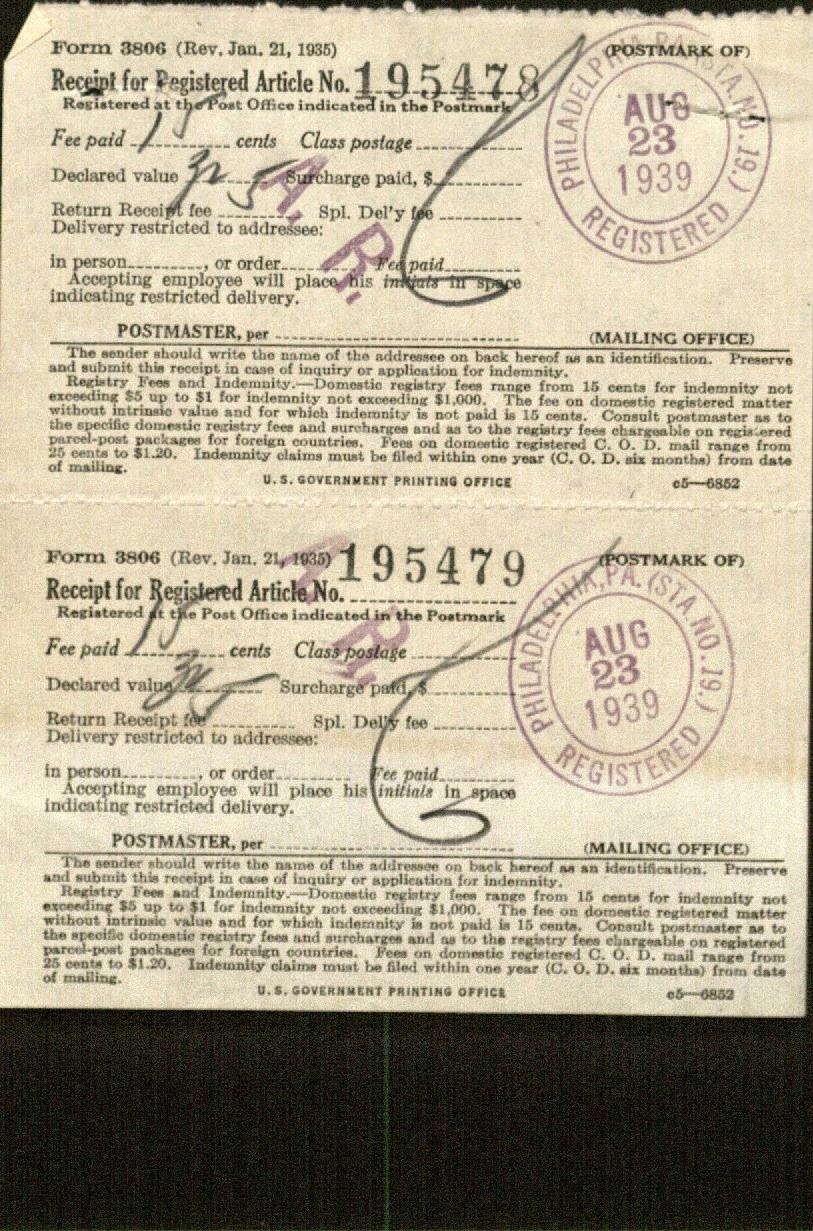 Form 3806 (Rev. Jan. 21, 1935) (POSTMARK OF)
Receipt for Registered Article No. 195478
Registered at the Post Office indicated in the Postmark
Fee paid 15 cents Class postage
Declared value Surcharge paid, $
Return Receipt fee Spl. Del'y fee
Delivery restricted to addressee:
in person, or order Fee paid
Accepting employee will place his initials in space
indicating restricted delivery.
A. R.
PHILADELPHIA, PA. (STA. NO. 19.)
AUG
23
1939
REGISTERED
POSTMASTER, per (MAILING OFFICE)
The sender should write the name of the addressee on back hereof as an identification. Preserve
and submit this receipt in case of inquiry or application for indemnity.
Registry Fees and Indemnity.—Domestic registry fees range from 15 cents for indemnity not
exceeding $5 up to $1 for indemnity not exceeding $1,000. The fee on domestic registered matter
without intrinsic value and for which indemnity is not paid is 15 cents. Consult postmaster as to
the specific domestic registry fees and surcharges and as to the registry fees chargeable on registered
parcel-post packages for foreign countries. Fees on domestic registered C. O. D. mail range from
25 cents to $1.20. Indemnity claims must be filed within one year (C. O. D. six months) from date
of mailing.
U. S. GOVERNMENT PRINTING OFFICE c5—6852
Form 3806 (Rev. Jan. 21, 1935) 195479 (POSTMARK OF)
Receipt for Registered Article No.
Registered at the Post Office indicated in the Postmark
Fee paid 15 cents Class postage
Declared value Surcharge paid, $
Return Receipt fee Spl. Del'y fee
Delivery restricted to addressee:
in person, or order Fee paid
Accepting employee will place his initials in space
indicating restricted delivery.
A. R.
PHILADELPHIA, PA. (STA. NO. 19.)
AUG
23
1939
REGISTERED
POSTMASTER, per (MAILING OFFICE)
The sender should write the name of the addressee on back hereof as an identification. Preserve
and submit this receipt in case of inquiry or application for indemnity.
Registry Fees and Indemnity.—Domestic registry fees range from 15 cents for indemnity not
exceeding $5 up to $1 for indemnity not exceeding $1,000. The fee on domestic registered matter
without intrinsic value and for which indemnity is not paid is 15 cents. Consult postmaster as to
the specific domestic registry fees and surcharges and as to the registry fees chargeable on registered
parcel-post packages for foreign countries. Fees on domestic registered C. O. D. mail range from
25 cents to $1.20. Indemnity claims must be filed within one year (C. O. D. six months) from date
of mailing.
U. S. GOVERNMENT PRINTING OFFICE c5—6852